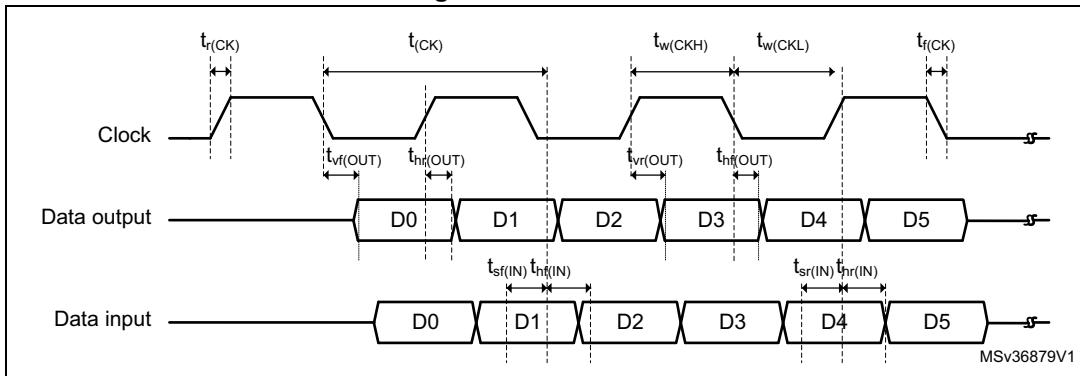 tr(CK) t(CK) tw(CKH) tw(CKL) tf(CK)
Clock
tvf(OUT) thr(OUT) tvr(OUT) thf(OUT)
Data output D0 D1 D2 D3 D4 D5
tsf(IN) thf(IN) tsr(IN) thr(IN)
Data input D0 D1 D2 D3 D4 D5
MSv36879V1